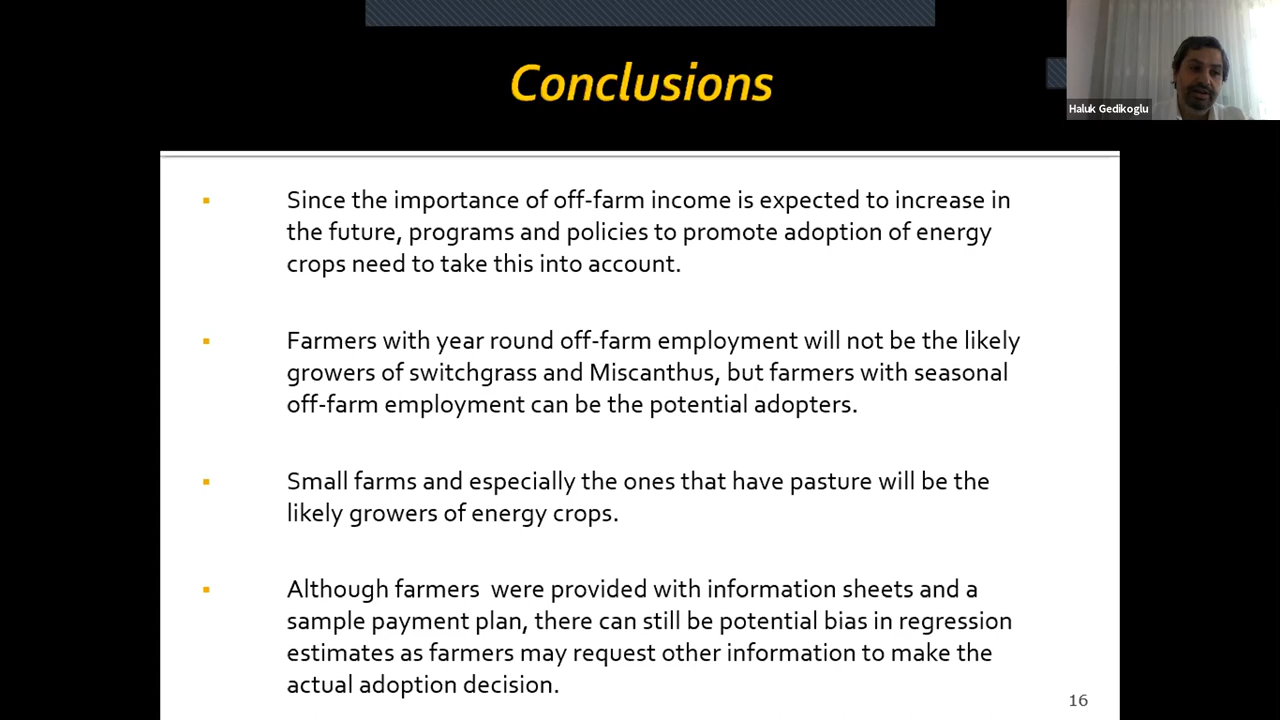 Conclusions
Haluk Gedikoglu
Since the importance of off-farm income is expected to increase in
the future, programs and policies to promote adoption of energy
crops need to take this into account.
Farmers with year round off-farm employment will not be the likely
growers of switchgrass and Miscanthus, but farmers with seasonal
off-farm employment can be the potential adopters.
Small farms and especially the ones that have pasture will be the
likely growers of energy crops.
Although farmers were provided with information sheets and a
sample payment plan, there can still be potential bias in regression
estimates as farmers may request other information to make the
actual adoption decision.
16